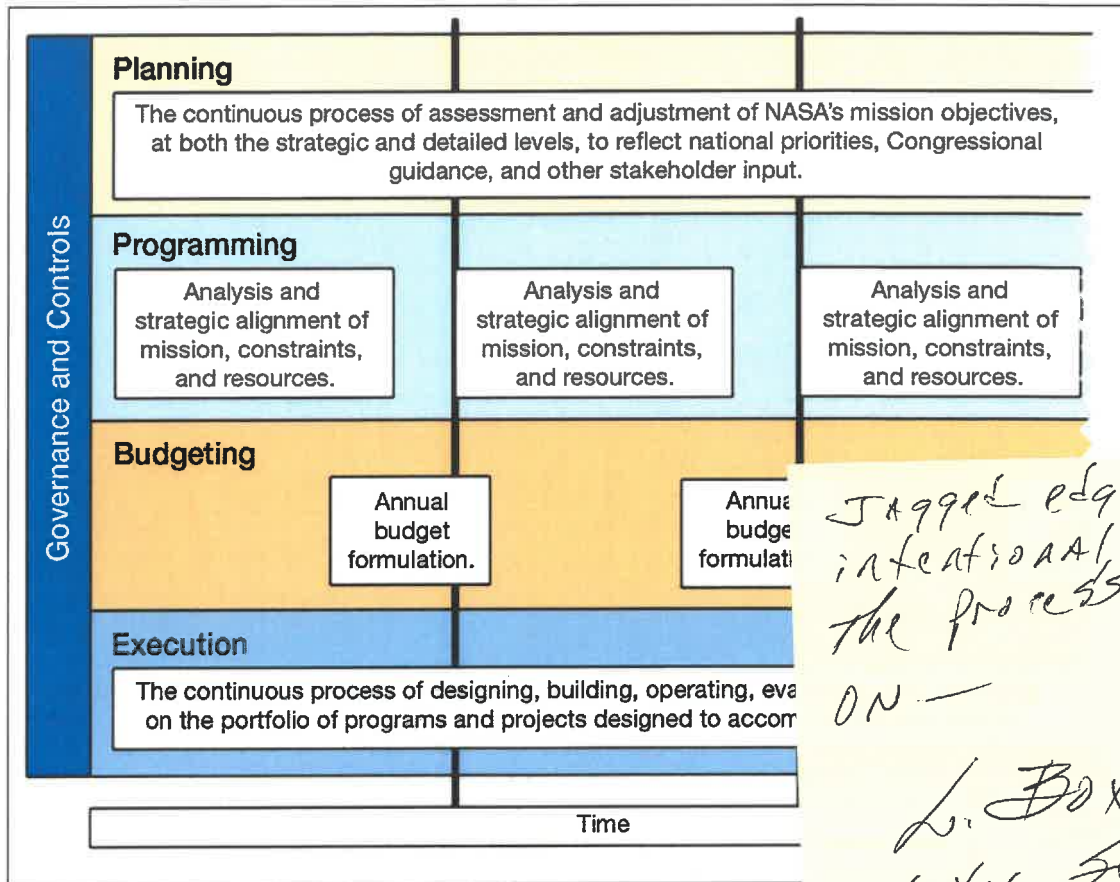 Governance and Controls
Planning
The continuous process of assessment and adjustment of NASA's mission objectives,
at both the strategic and detailed levels, to reflect national priorities, Congressional
guidance, and other stakeholder input.
Programming
Analysis and
strategic alignment of
mission, constraints,
and resources.
Analysis and
strategic alignment of
mission, constraints,
and resources.
Analysis and
strategic alignment of
mission, constraints,
and resources.
Budgeting
Annual
budget
formulation.
Annua
budge
formulati
Execution
The continuous process of designing, building, operating, eva
on the portfolio of programs and projects designed to accom
Time
Jagged edg
intentional
the process
ON —
L. Box